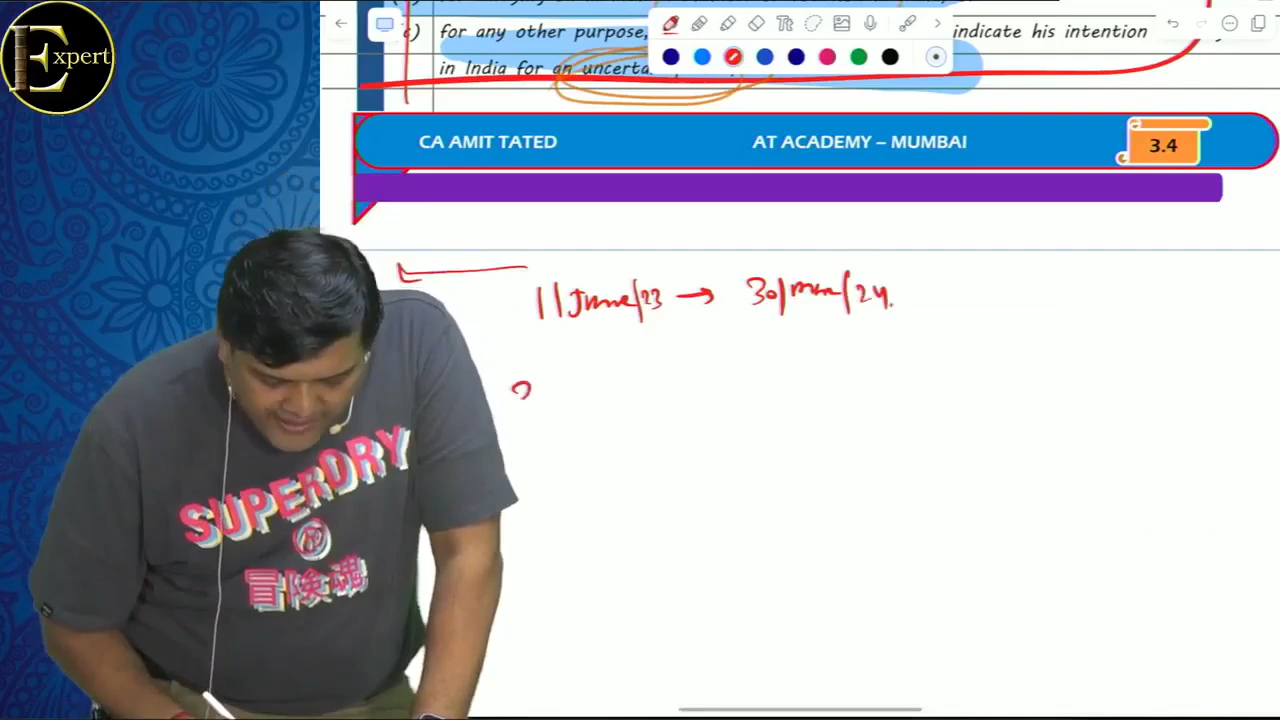 Expert
c) for any other purpose, indicate his intention
in India for an uncerta
CA AMIT TATED AT ACADEMY – MUMBAI 3.4
11 June/23 → 30/mar/24.
2
SUPERDRY
冒険魂